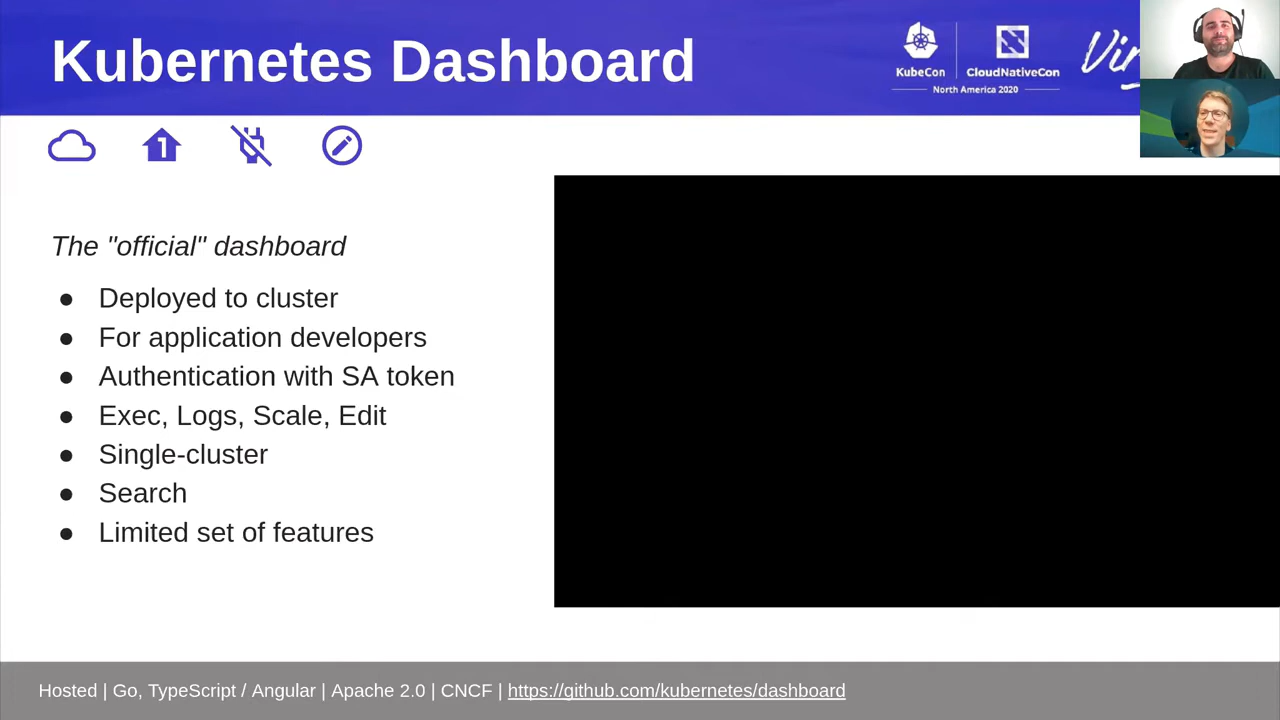 Kubernetes Dashboard
KubeCon
CloudNativeCon
North America 2020
1
The "official" dashboard
● Deployed to cluster
● For application developers
● Authentication with SA token
● Exec, Logs, Scale, Edit
● Single-cluster
● Search
● Limited set of features
Hosted | Go, TypeScript / Angular | Apache 2.0 | CNCF | https://github.com/kubernetes/dashboard